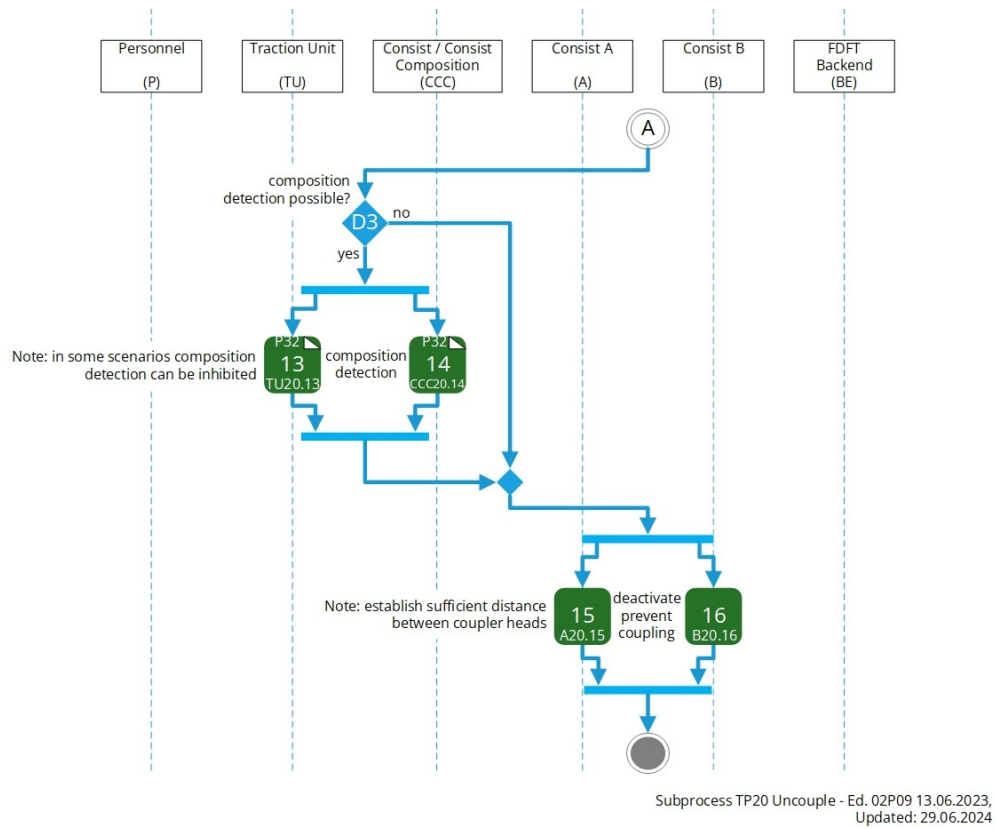 Personnel
(P)
Traction Unit
(TU)
Consist / Consist
Composition
(CCC)
Consist A
(A)
Consist B
(B)
FDFT
Backend
(BE)
A
composition
detection possible?
D3
no
yes
Note: in some scenarios composition
detection can be inhibited
P32
13
TU20.13
composition
detection
P32
14
CCC20.14
Note: establish sufficient distance
between coupler heads
15
A20.15
deactivate
prevent
coupling
16
B20.16
Subprocess TP20 Uncouple - Ed. 02P09 13.06.2023,
Updated: 29.06.2024